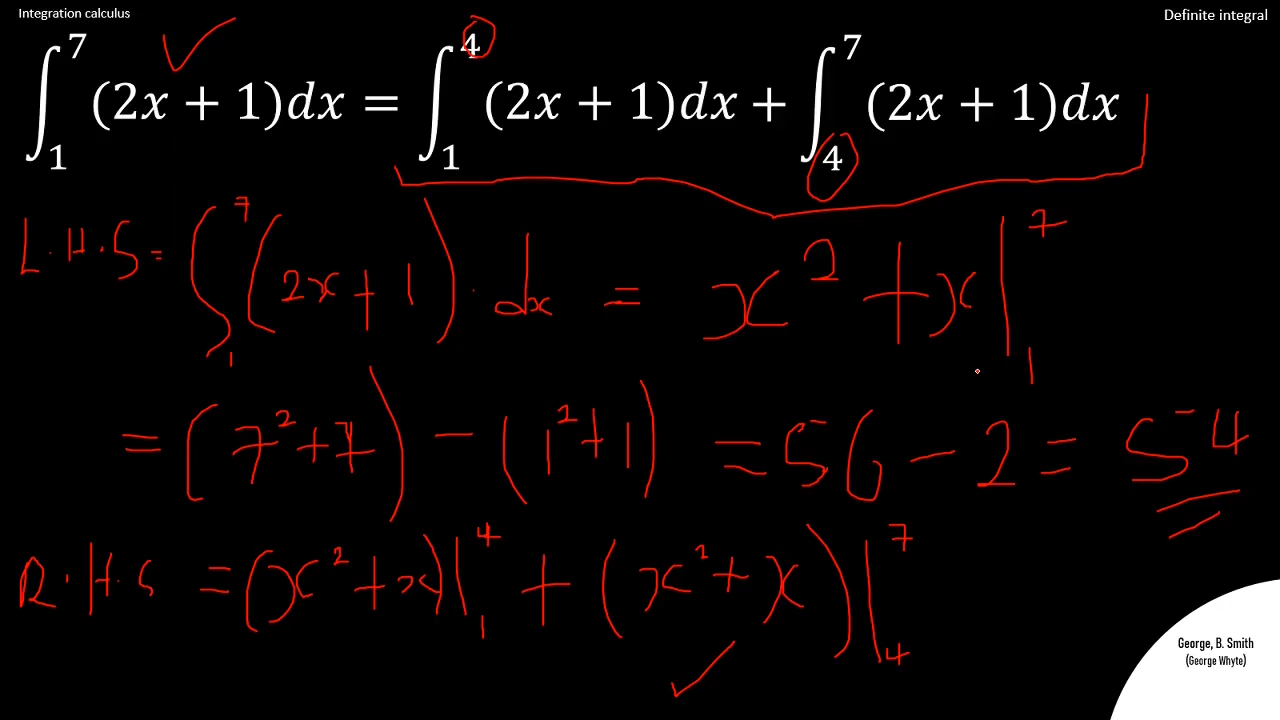 Integration calculus
Definite integral
∫₁⁷ (2x + 1)dx = ∫₁⁴ (2x + 1)dx + ∫₄⁷ (2x + 1)dx
L.H.S = ∫₁⁷ (2x + 1) . dx = x² + x |₁⁷
= (7² + 7) − (1² + 1) = 56 − 2 = 54
R.H.S = (x² + x)|₁⁴ + (x² + x)|₄⁷
George, B. Smith
(George Whyte)